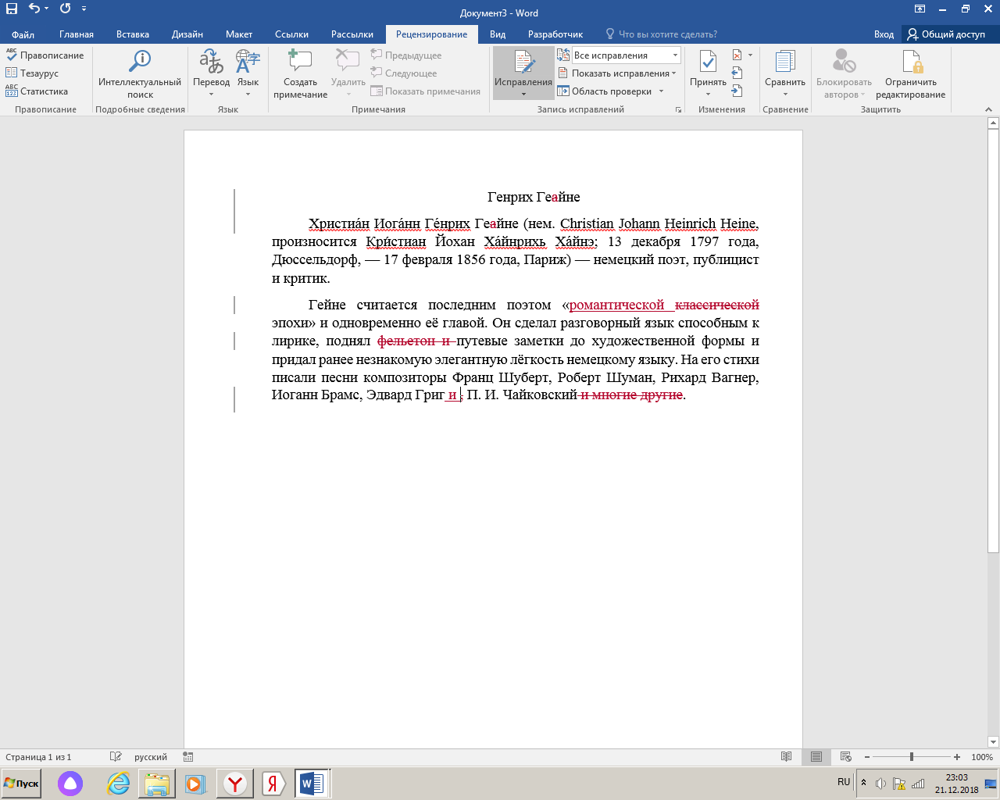 Документ3 - Word
Файл Главная Вставка Дизайн Макет Ссылки Рассылки Рецензирование Вид Разработчик Что вы хотите сделать? Вход Общий доступ
ABC Правописание
Тезаурус
ABC 123 Статистика
Правописание
Интеллектуальный
поиск
Подробные сведения
Перевод Язык
Язык
Создать
примечание
Удалить
Предыдущее
Следующее
Показать примечания
Примечания
Исправления
Все исправления
Показать исправления
Область проверки
Запись исправлений
Принять
Изменения
Сравнить
Сравнение
Блокировать
авторов
Ограничить
редактирование
Защитить
Генрих Геайне
Христиа́н Иога́нн Ге́нрих Геайне (нем. Christian Johann Heinrich Heine,
произносится Кри́стиан Йохан Ха́йнрихь Ха́йнэ; 13 декабря 1797 года,
Дюссельдорф, — 17 февраля 1856 года, Париж) — немецкий поэт, публицист
и критик.
Гейне считается последним поэтом «романтической классической
эпохи» и одновременно её главой. Он сделал разговорный язык способным к
лирике, поднял фельетон и путевые заметки до художественной формы и
придал ранее незнакомую элегантную лёгкость немецкому языку. На его стихи
писали песни композиторы Франц Шуберт, Роберт Шуман, Рихард Вагнер,
Иоганн Брамс, Эдвард Григ и , П. И. Чайковский и многие другие.
Страница 1 из 1 русский 100%
Пуск RU 23:03
21.12.2018